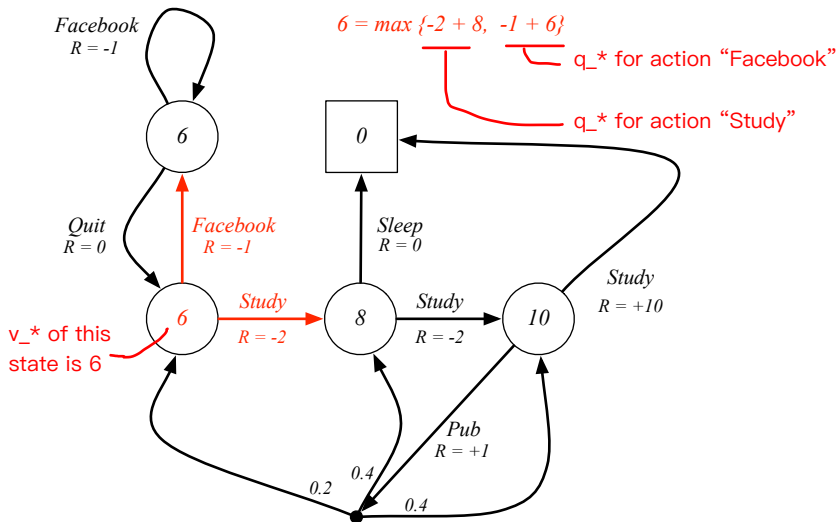 Facebook
R = -1
6 = max {-2 + 8, -1 + 6}
q_* for action “Facebook”
q_* for action “Study”
6
0
Quit
R = 0
Facebook
R = -1
Sleep
R = 0
Study
R = +10
v_* of this
state is 6
6
Study
R = -2
8
Study
R = -2
10
Pub
R = +1
0.2
0.4
0.4